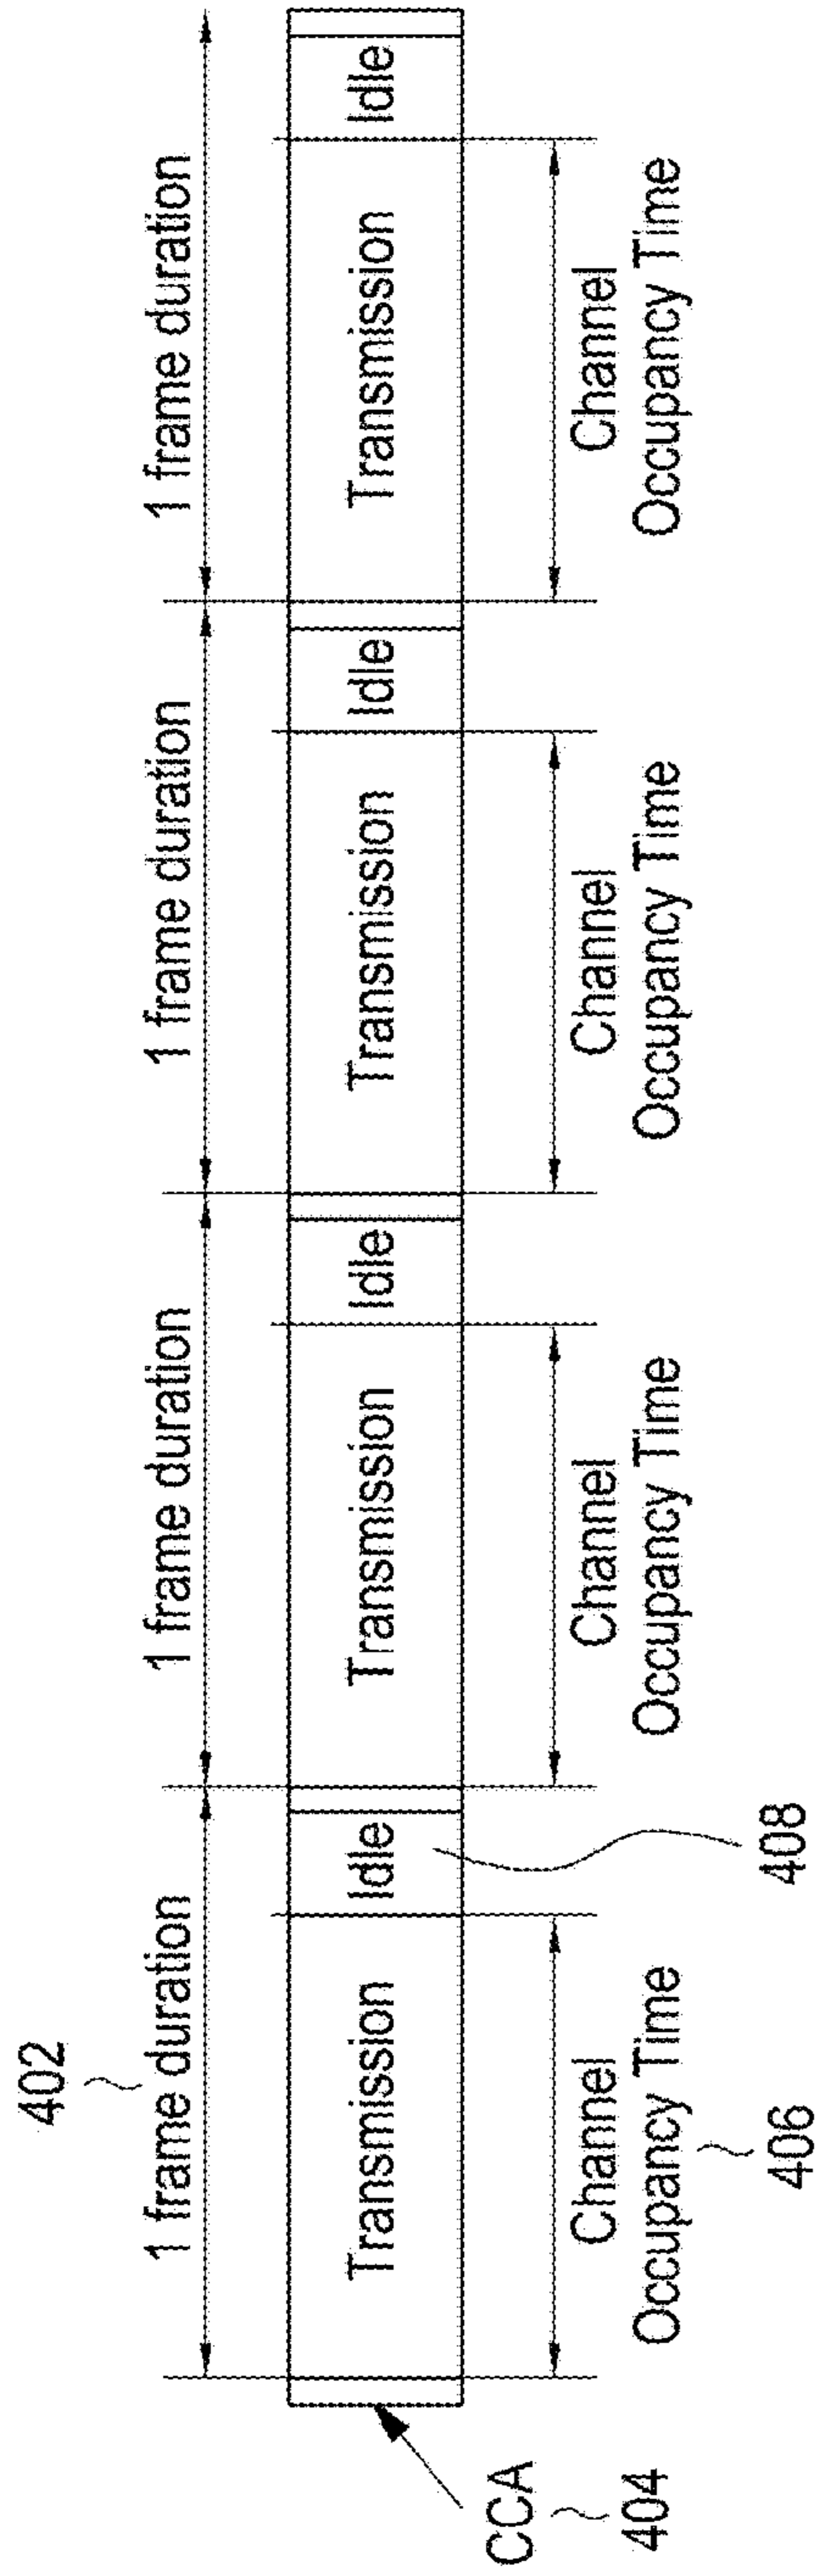 402
1 frame duration
1 frame duration
1 frame duration
1 frame duration
Transmission
Idle
Transmission
Idle
Transmission
Idle
Transmission
Idle
CCA
404
Channel
Occupancy Time
406
408
Channel
Occupancy Time
Channel
Occupancy Time
Channel
Occupancy Time